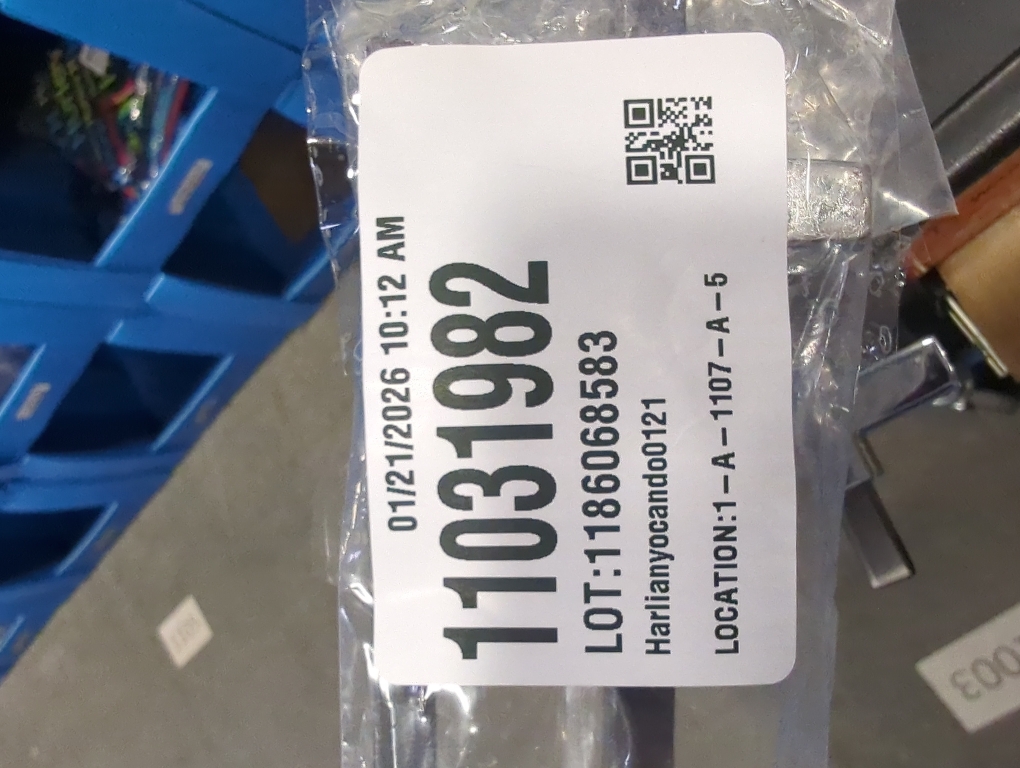 01/21/2026 10:12 AM
11031982
LOT:1186068583
Harlianyocando0121
LOCATION:1-A-1107-A-5